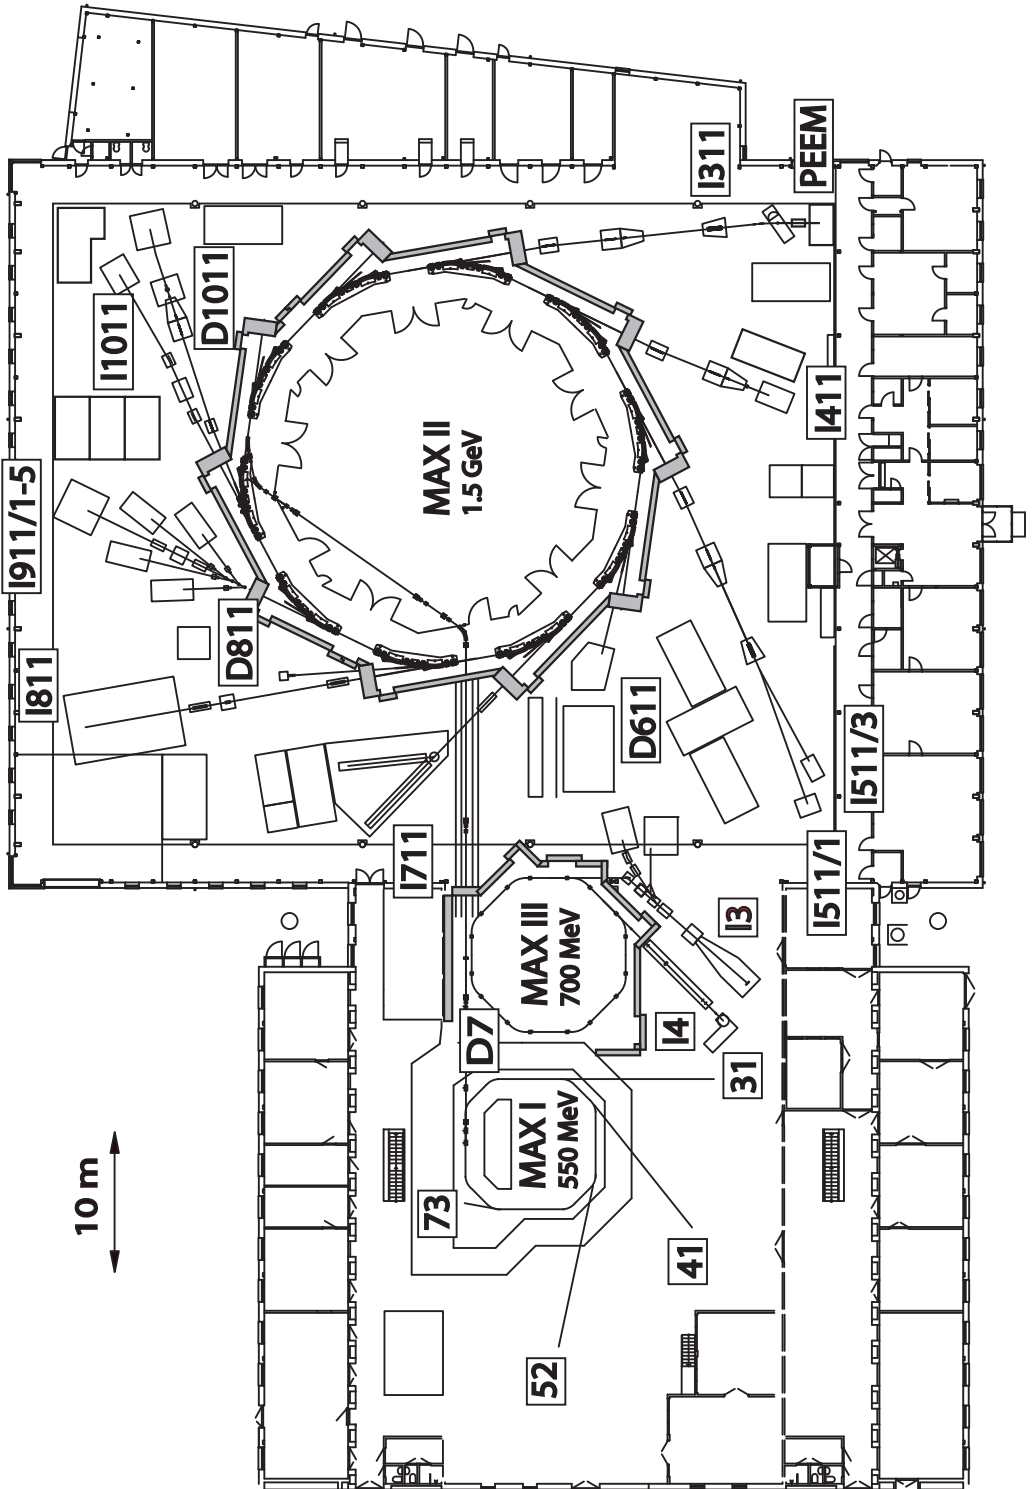 PEEM
I311
D1011
I1011
MAX II
1.5 GeV
I411
I911/1-5
D811
I811
D611
I511/3
I711
I511/1
I3
MAX III
700 MeV
D7
I4
31
MAX I
550 MeV
73
10 m
41
52